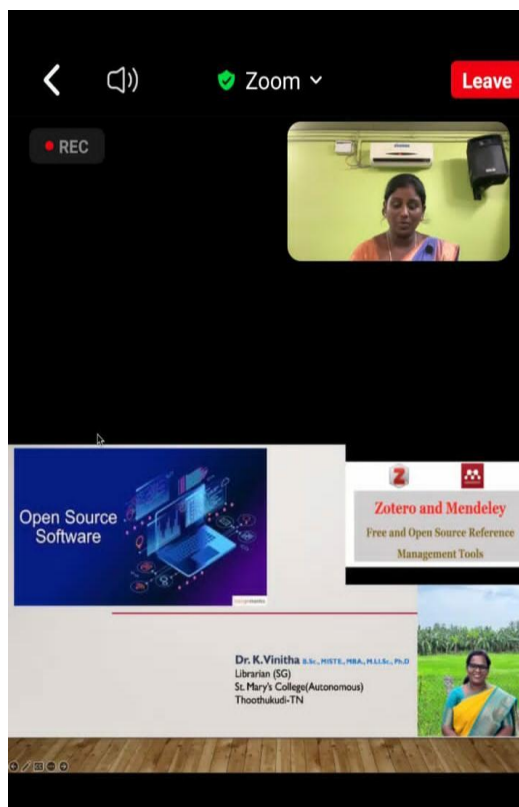 Zoom
Leave
REC
Open Source
Software
Z
Zotero and Mendeley
Free and Open Source Reference
Management Tools
Dr. K.Vinitha B.Sc., MISTE., MBA., M.LI.Sc., Ph.D
Librarian (SG)
St. Mary's College(Autonomous)
Thoothukudi-TN